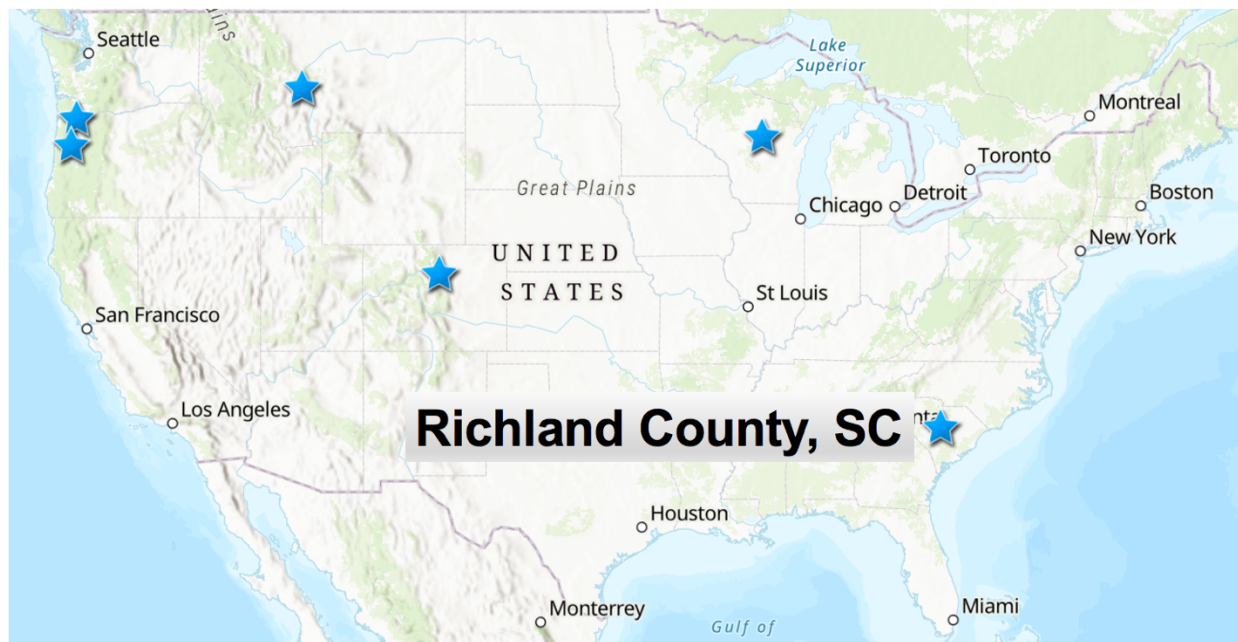 Seattle
Lake
Superior
Montreal
Toronto
Great Plains
Chicago
Detroit
Boston
New York
UNITED
STATES
St Louis
San Francisco
Los Angeles
Richland County, SC
Houston
Monterrey
Miami
Gulf of